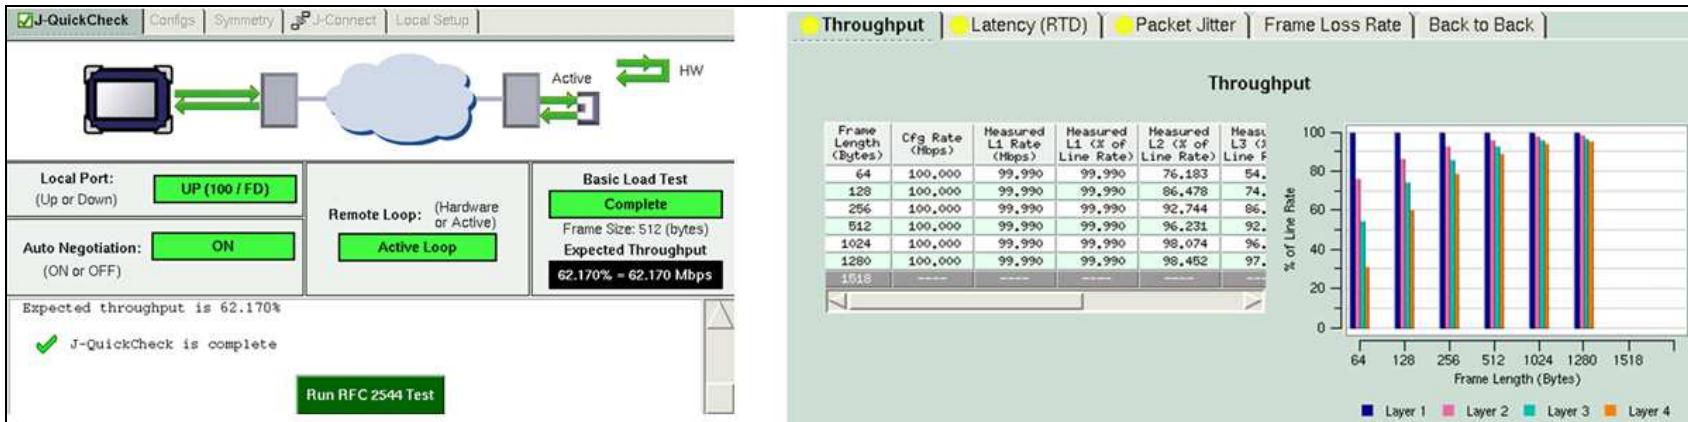 J-QuickCheck Configs Symmetry J-Connect Local Setup
Active
HW
Local Port:
(Up or Down)
UP (100 / FD)
Auto Negotiation:
(ON or OFF)
ON
Remote Loop: (Hardware
or Active)
Active Loop
Basic Load Test
Complete
Frame Size: 512 (bytes)
Expected Throughput
62.170% = 62.170 Mbps
Expected throughput is 62.170%
J-QuickCheck is complete
Run RFC 2544 Test
Throughput Latency (RTD) Packet Jitter Frame Loss Rate Back to Back
Throughput
Frame Length (Bytes) Cfg Rate (Mbps) Measured L1 Rate (Mbps) Measured L1 (% of Line Rate) Measured L2 (% of Line Rate) Measu L3 (% Line R
64 100.000 99.990 99.990 76.183 54.
128 100.000 99.990 99.990 86.478 74.
256 100.000 99.990 99.990 92.744 86.
512 100.000 99.990 99.990 96.231 92.
1024 100.000 99.990 99.990 98.074 96.
1280 100.000 99.990 99.990 98.452 97.
1518 ---- ---- ---- ---- ----
% of Line Rate
100
80
60
40
20
0
64 128 256 512 1024 1280 1518
Frame Length (Bytes)
Layer 1 Layer 2 Layer 3 Layer 4